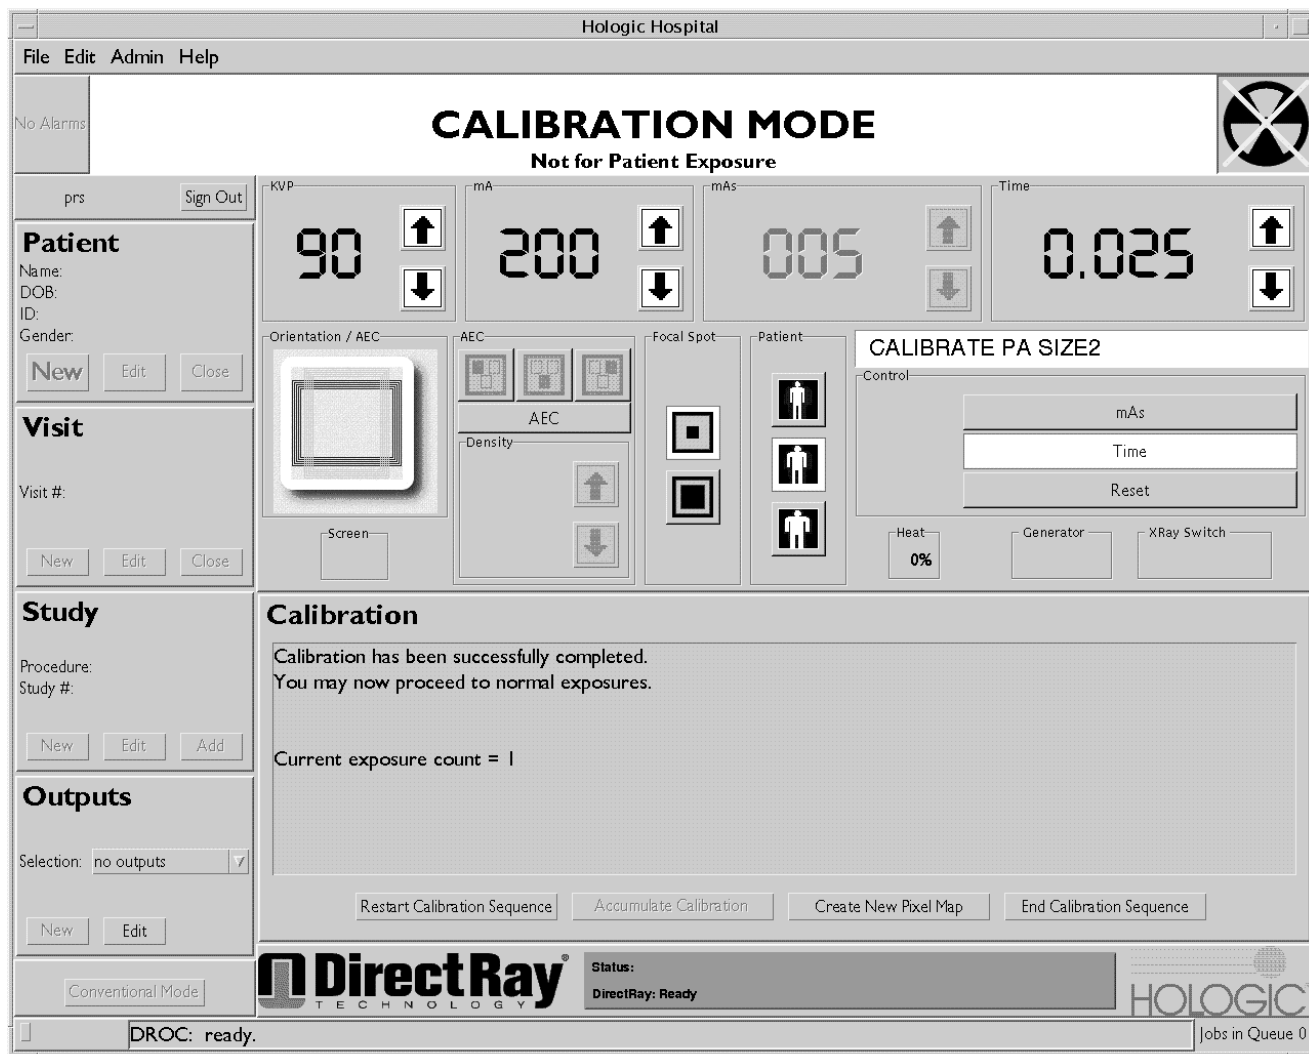 Hologic Hospital
File Edit Admin Help
No Alarms
CALIBRATION MODE
Not for Patient Exposure
prs
Sign Out
Patient
Name:
DOB:
ID:
Gender:
New Edit Close
Visit
Visit #:
New Edit Close
Study
Procedure:
Study #:
New Edit Add
Outputs
Selection: no outputs
New Edit
Conventional Mode
KVP
90
mA
200
mAs
005
Time
0.025
Orientation / AEC
Screen
AEC
AEC
Density
Focal Spot
Patient
CALIBRATE PA SIZE2
Control
mAs
Time
Reset
Heat
0%
Generator
XRay Switch
Calibration
Calibration has been successfully completed.
You may now proceed to normal exposures.
Current exposure count = 1
Restart Calibration Sequence
Accumulate Calibration
Create New Pixel Map
End Calibration Sequence
DirectRay®
TECHNOLOGY
Status:
DirectRay: Ready
HOLOGIC
DROC: ready.
Jobs in Queue 0